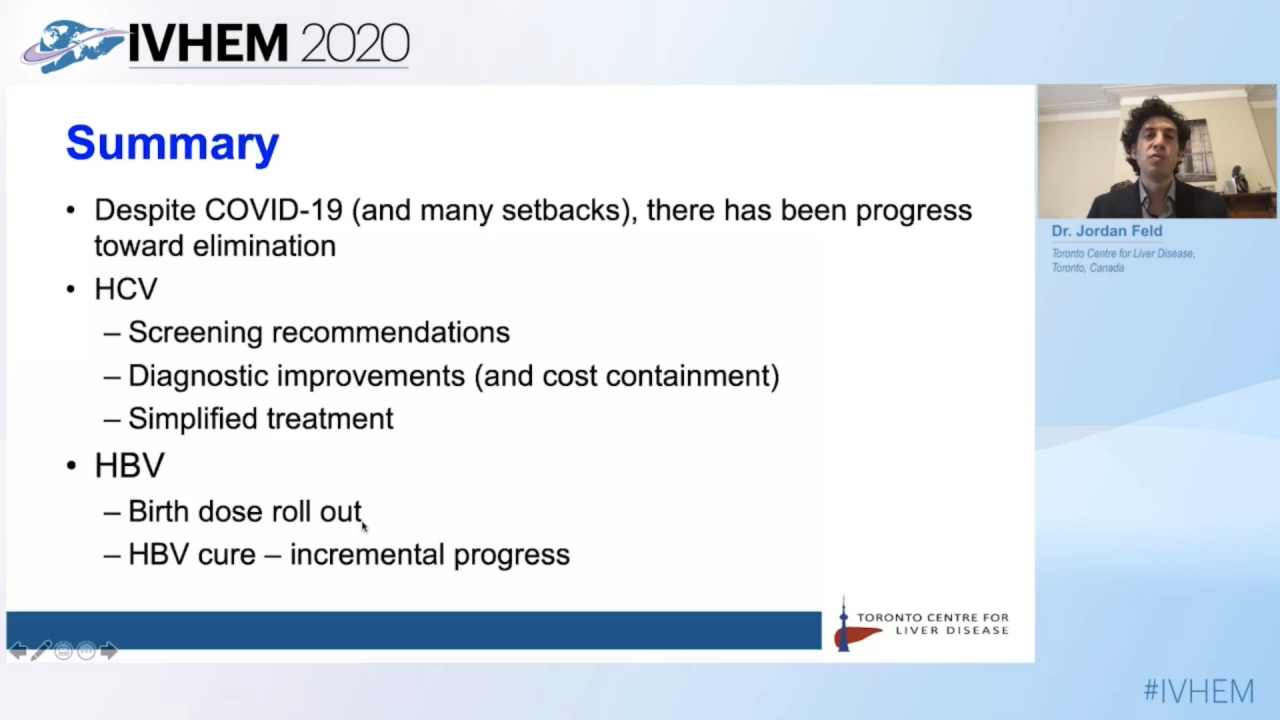 IVHEM 2020
Summary
• Despite COVID-19 (and many setbacks), there has been progress
toward elimination
• HCV
– Screening recommendations
– Diagnostic improvements (and cost containment)
– Simplified treatment
• HBV
– Birth dose roll out
– HBV cure – incremental progress
TORONTO CENTRE FOR
LIVER DISEASE
Dr. Jordan Feld
Toronto Centre for Liver Disease,
Toronto, Canada
#IVHEM